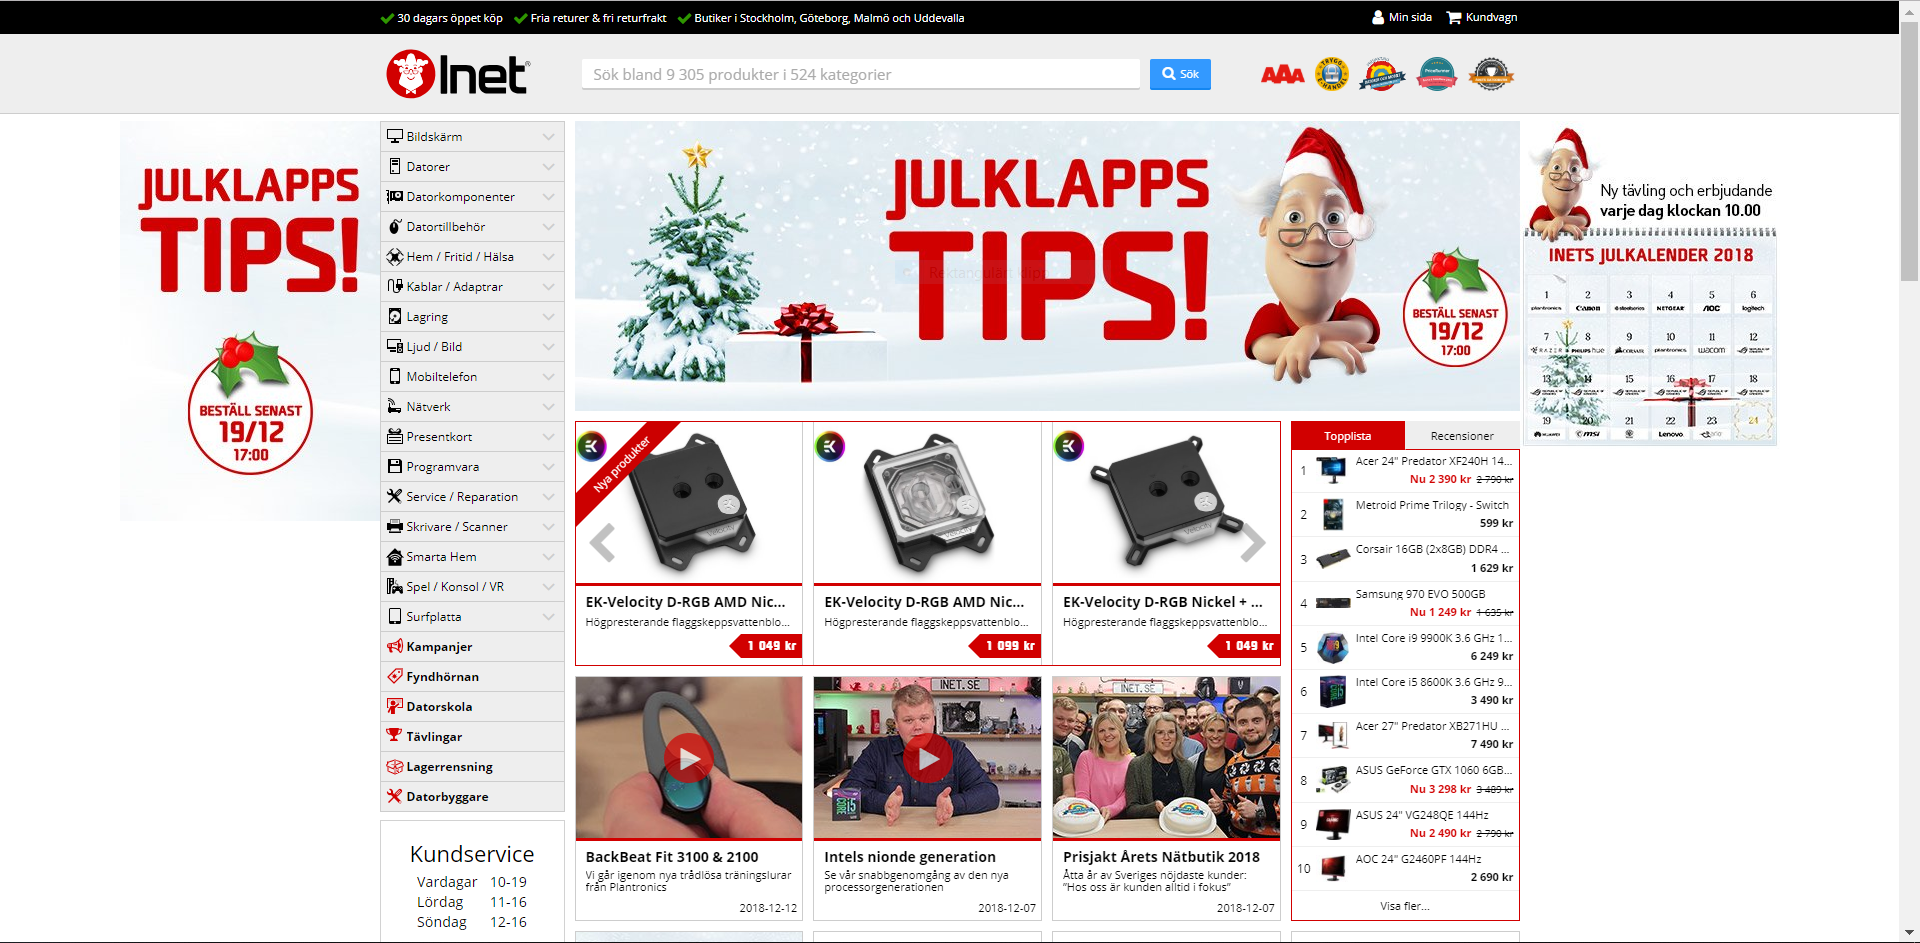 30 dagars öppet köp
Fria returer & fri returfrakt
Butiker i Stockholm, Göteborg, Malmö och Uddevalla
Min sida
Kundvagn
Inet
Sök bland 9 305 produkter i 524 kategorier
Sök
AAA
JULKLAPPS
TIPS!
BESTÄLL SENAST
19/12
17:00
Bildskärm
Datorer
Datorkomponenter
Datortillbehör
Hem / Fritid / Hälsa
Kablar / Adaptrar
Lagring
Ljud / Bild
Mobiltelefon
Nätverk
Presentkort
Programvara
Service / Reparation
Skrivare / Scanner
Smarta Hem
Spel / Konsol / VR
Surfplatta
Kampanjer
Fyndhörnan
Datorskola
Tävlingar
Lagerrensning
Datorbyggare
Kundservice
Vardagar 10-19
Lördag 11-16
Söndag 12-16
JULKLAPPS
TIPS!
BESTÄLL SENAST
19/12
17:00
Ny tävling och erbjudande
varje dag klockan 10.00
INETS JULKALENDER 2018
1 2 3 4 5 6
plantronics Canon steelseries NETGEAR AOC logitech
7 8 9 10 11 12
RAZER PHILIPS hue CORSAIR plantronics wacom
13 14 15 16 17 18
19 20 21 22 23 24
HUAWEI msi Lenovo
Nya produkter
EK-Velocity D-RGB AMD Nic...
Högpresterande flaggskeppsvattenblo...
1 049 kr
EK-Velocity D-RGB AMD Nic...
Högpresterande flaggskeppsvattenblo...
1 099 kr
EK-Velocity D-RGB Nickel + ...
Högpresterande flaggskeppsvattenblo...
1 049 kr
Topplista
Recensioner
1 Acer 24" Predator XF240H 14...
Nu 2 390 kr 2 790 kr
2 Metroid Prime Trilogy - Switch
599 kr
3 Corsair 16GB (2x8GB) DDR4 ...
1 629 kr
4 Samsung 970 EVO 500GB
Nu 1 249 kr 1 635 kr
5 Intel Core i9 9900K 3.6 GHz 1...
6 249 kr
6 Intel Core i5 8600K 3.6 GHz 9...
3 490 kr
7 Acer 27" Predator XB271HU ...
7 490 kr
8 ASUS GeForce GTX 1060 6GB...
Nu 3 298 kr 3 489 kr
9 ASUS 24" VG248QE 144Hz
Nu 2 490 kr 2 790 kr
10 AOC 24" G2460PF 144Hz
2 690 kr
Visa fler...
BackBeat Fit 3100 & 2100
Vi går igenom nya trådlösa träningslurar
från Plantronics
2018-12-12
INET.SE
Intels nionde generation
Se vår snabbgenomgång av den nya
processorgenerationen
2018-12-07
INET.SE
Prisjakt Årets Nätbutik 2018
Åtta år av Sveriges nöjdaste kunder:
”Hos oss är kunden alltid i fokus”
2018-12-07